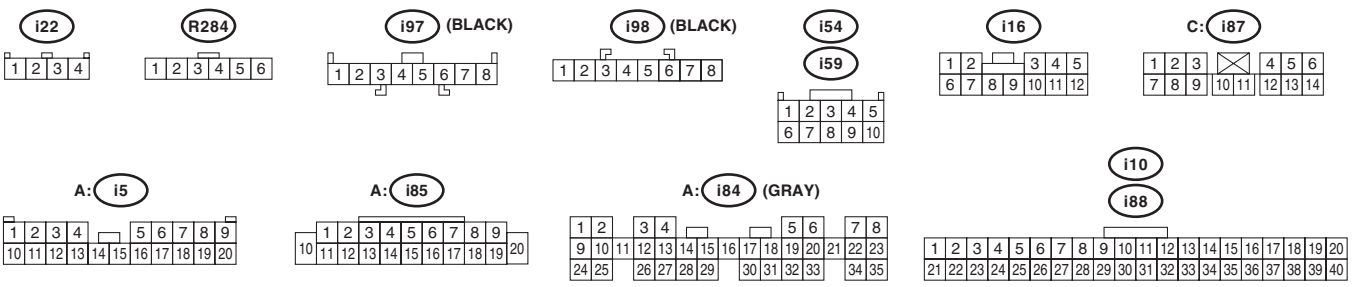 i22
1 2 3 4
R284
1 2 3 4 5 6
i97 (BLACK)
1 2 3 4 5 6 7 8
i98 (BLACK)
1 2 3 4 5 6 7 8
i54
i59
1 2 3 4 5
6 7 8 9 10
i16
1 2 3 4 5
6 7 8 9 10 11 12
C: i87
1 2 3 4 5 6
7 8 9 10 11 12 13 14
A: i5
1 2 3 4 5 6 7 8 9
10 11 12 13 14 15 16 17 18 19 20
A: i85
1 2 3 4 5 6 7 8 9
10 11 12 13 14 15 16 17 18 19 20
A: i84 (GRAY)
1 2 3 4 5 6 7 8
9 10 11 12 13 14 15 16 17 18 19 20 21 22 23
24 25 26 27 28 29 30 31 32 33 34 35
i10
i88
1 2 3 4 5 6 7 8 9 10 11 12 13 14 15 16 17 18 19 20
21 22 23 24 25 26 27 28 29 30 31 32 33 34 35 36 37 38 39 40